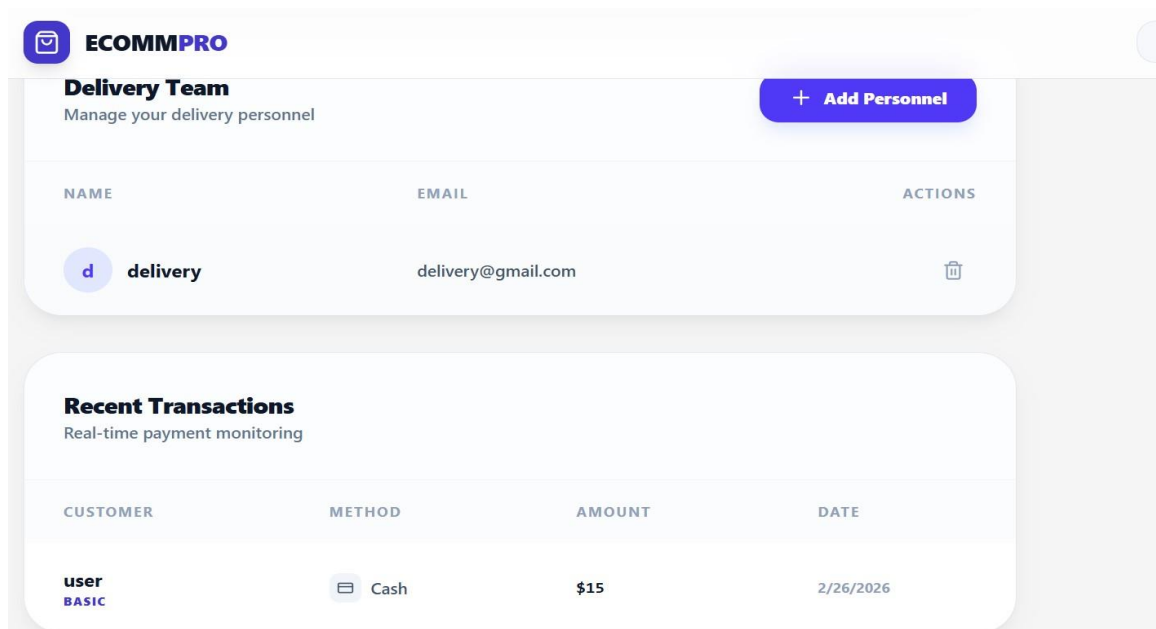 ECOMMPRO
Delivery Team
Manage your delivery personnel
+ Add Personnel
NAME EMAIL ACTIONS
d delivery delivery@gmail.com
Recent Transactions
Real-time payment monitoring
CUSTOMER METHOD AMOUNT DATE
user
BASIC
Cash $15 2/26/2026